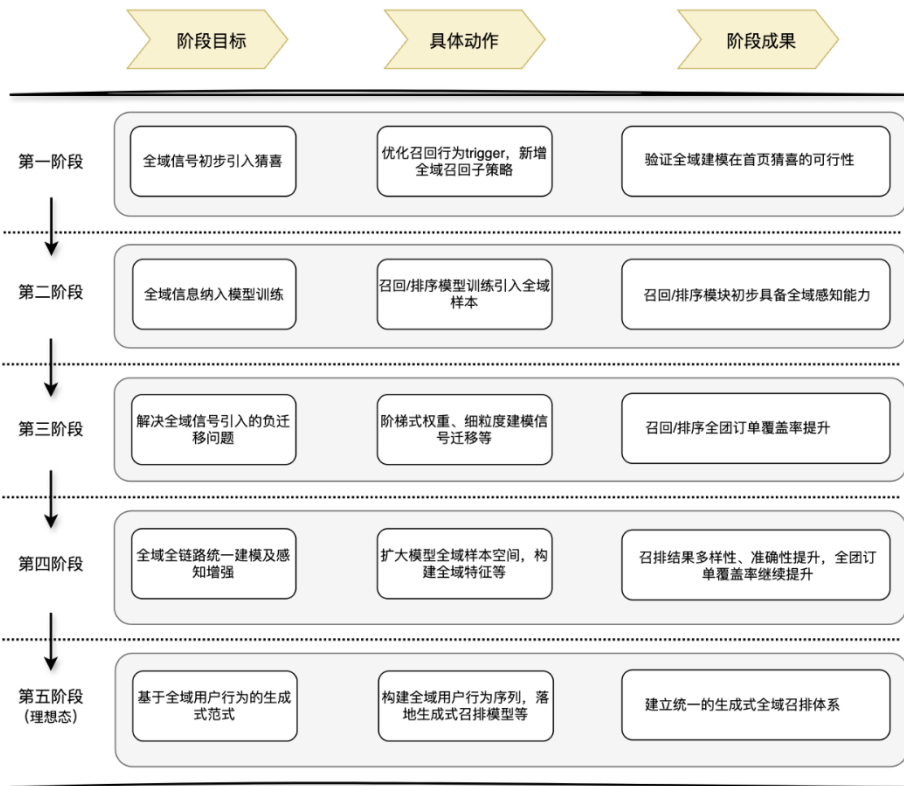 阶段目标
具体动作
阶段成果
第一阶段
全域信号初步引入猜喜
优化召回行为trigger，新增
全域召回子策略
验证全域建模在首页猜喜的可行性
第二阶段
全域信息纳入模型训练
召回/排序模型训练引入全域
样本
召回/排序模块初步具备全域感知能力
第三阶段
解决全域信号引入的负迁
移问题
阶梯式权重、细粒度建模信
号迁移等
召回/排序全团订单覆盖率提升
第四阶段
全域全链路统一建模及感
知增强
扩大模型全域样本空间，构
建全域特征等
召排结果多样性、准确性提升，全团订
单覆盖率继续提升
第五阶段
（理想态）
基于全域用户行为的生成
式范式
构建全域用户行为序列，落
地生成式召排模型等
建立统一的生成式全域召排体系